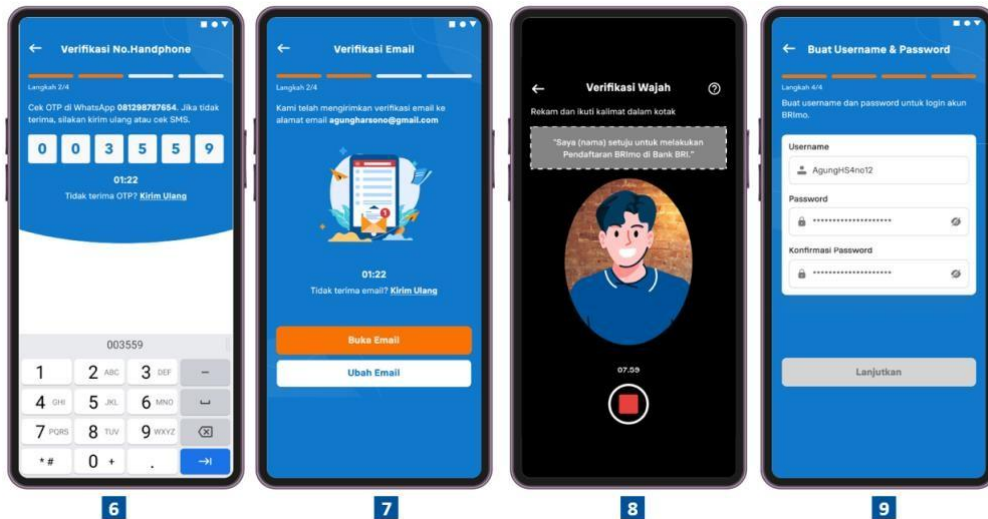 Verifikasi No.Handphone
Langkah 2/4
Cek OTP di WhatsApp 081298787654. Jika tidak
terima, silakan kirim ulang atau cek SMS.
0 0 3 5 5 9
01:22
Tidak terima OTP? Kirim Ulang
003559
1 2 ABC 3 DEF –
4 GHI 5 JKL 6 MNO
7 PQRS 8 TUV 9 WXYZ
* # 0 + .
6
Verifikasi Email
Langkah 2/4
Kami telah mengirimkan verifikasi email ke
alamat email agungharsono@gmail.com
1
01:22
Tidak terima email? Kirim Ulang
Buka Email
Ubah Email
7
Verifikasi Wajah ?
Rekam dan ikuti kalimat dalam kotak
"Saya (nama) setuju untuk melakukan
Pendaftaran BRImo di Bank BRI."
07.59
8
Buat Username & Password
Langkah 4/4
Buat username dan password untuk login akun
BRImo.
Username
AgungHS4no12
Password
Konfirmasi Password
Lanjutkan
9